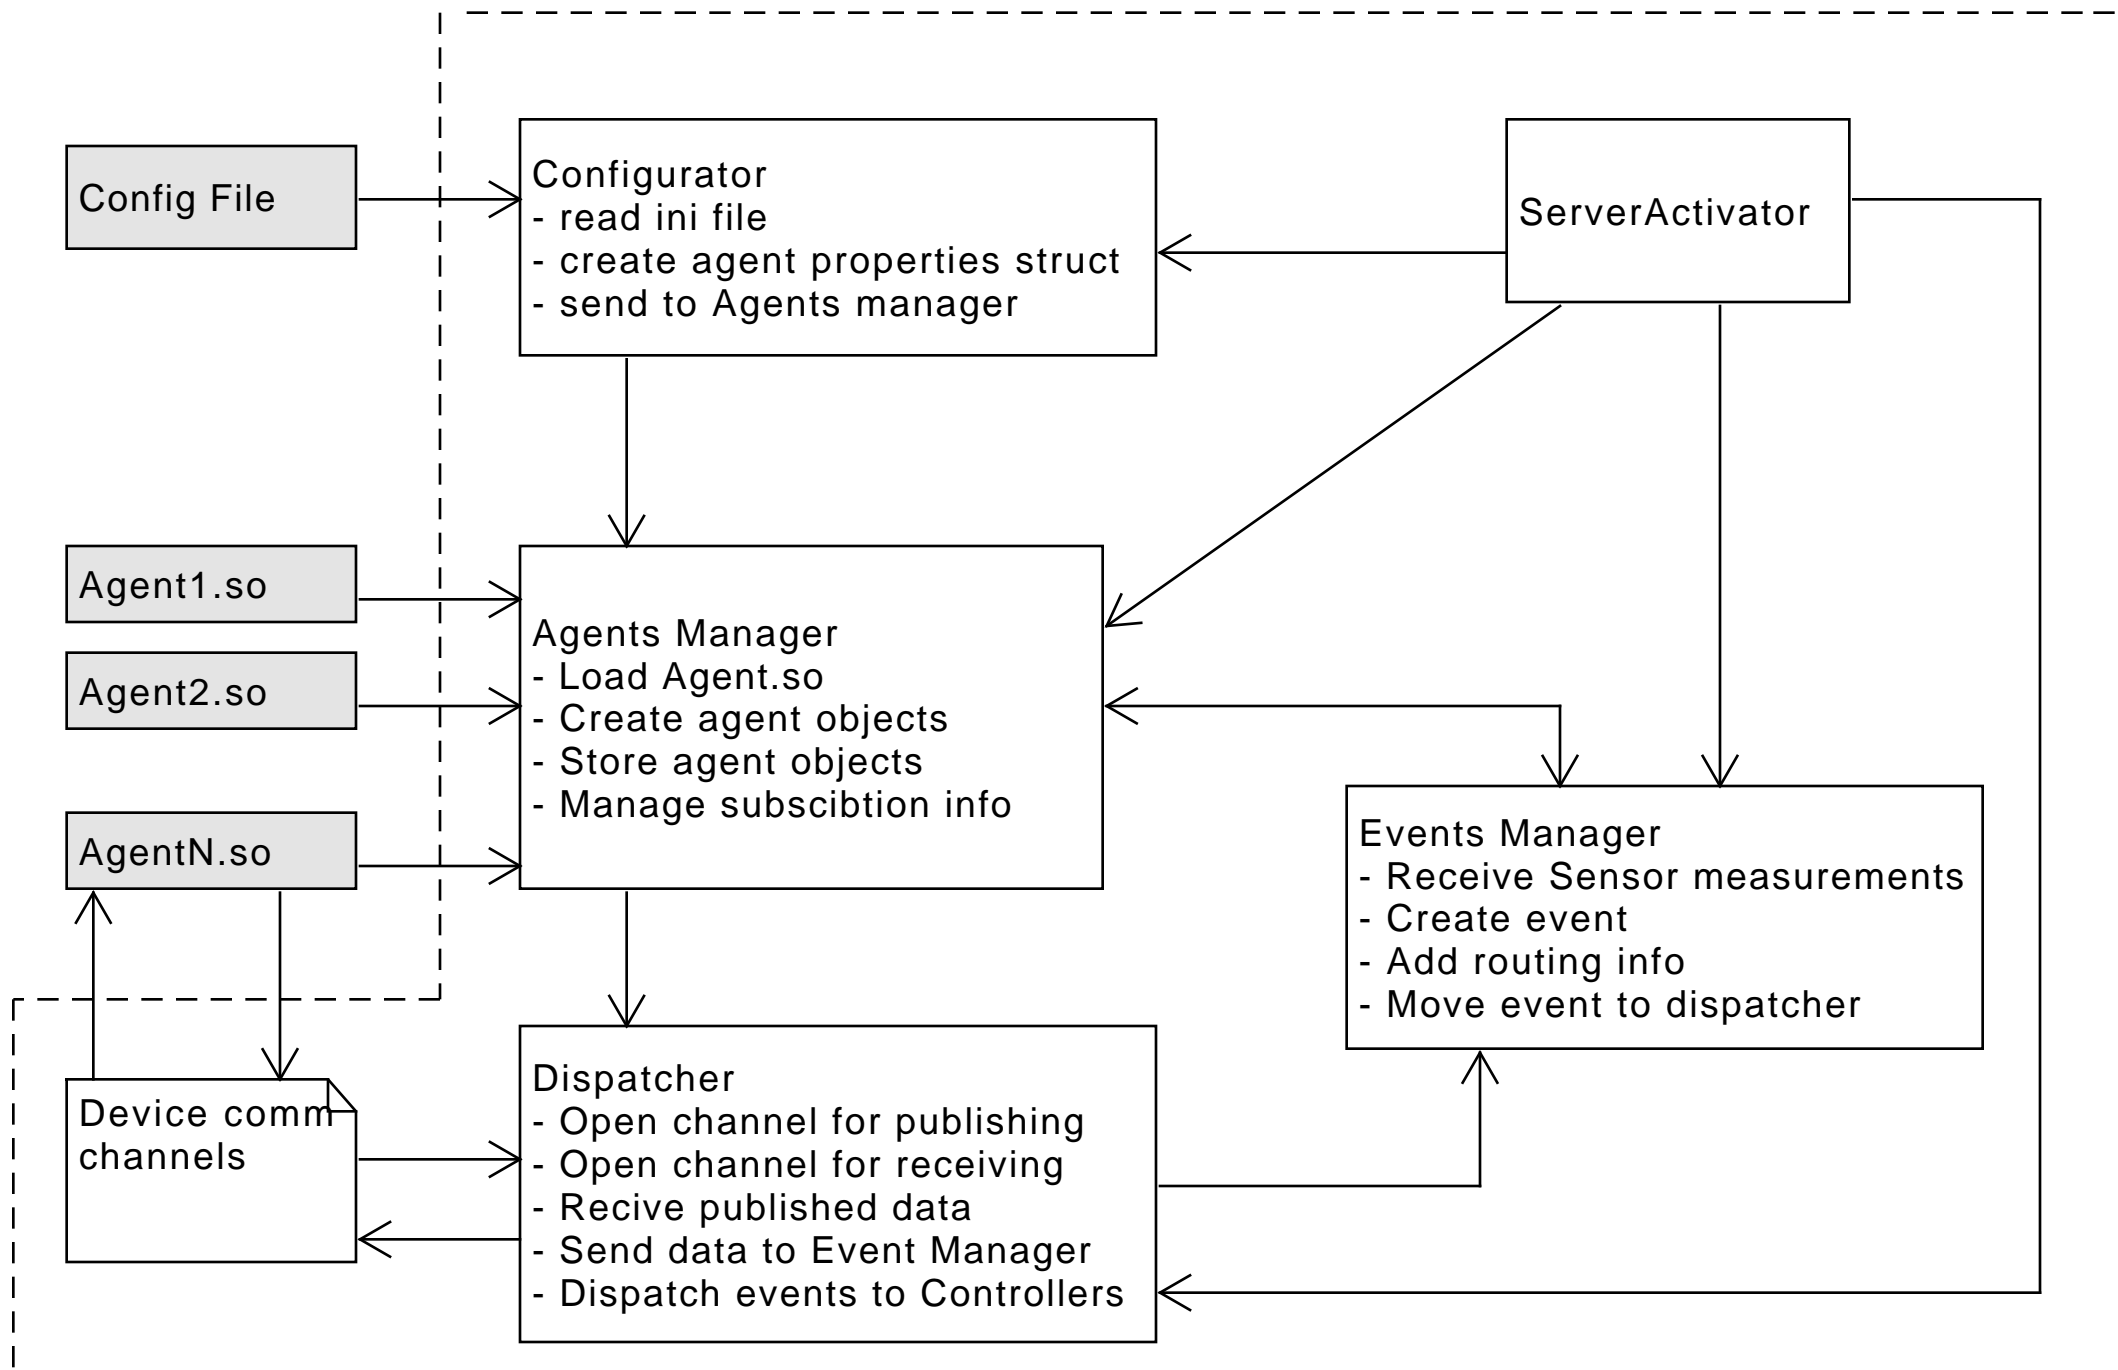 Config File
Configurator
- read ini file
- create agent properties struct
- send to Agents manager
ServerActivator
Agent1.so
Agent2.so
AgentN.so
Agents Manager
- Load Agent.so
- Create agent objects
- Store agent objects
- Manage subscibtion info
Events Manager
- Receive Sensor measurements
- Create event
- Add routing info
- Move event to dispatcher
Device comm
channels
Dispatcher
- Open channel for publishing
- Open channel for receiving
- Recive published data
- Send data to Event Manager
- Dispatch events to Controllers